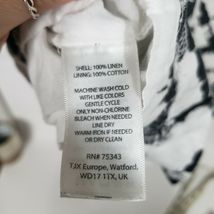 SHELL: 100% LINEN
LINING: 100% COTTON
MACHINE WASH COLD
WITH LIKE COLORS
GENTLE CYCLE
ONLY NON-CHLORINE
BLEACH WHEN NEEDED
LINE DRY
WARM IRON IF NEEDED
OR DRY CLEAN
RN# 75343
TJX Europe, Watford.
WD17 1TX, UK